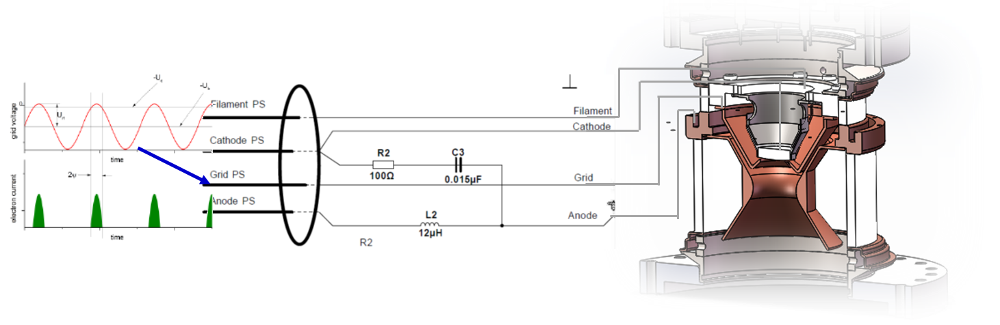 -U
-U
grid voltage
U
time
2ψ
electron current
time
Filament PS
Cathode PS
Grid PS
Anode PS
R2
100Ω
C3
0.015µF
L2
12µH
R2
Filament
Cathode
Grid
Anode